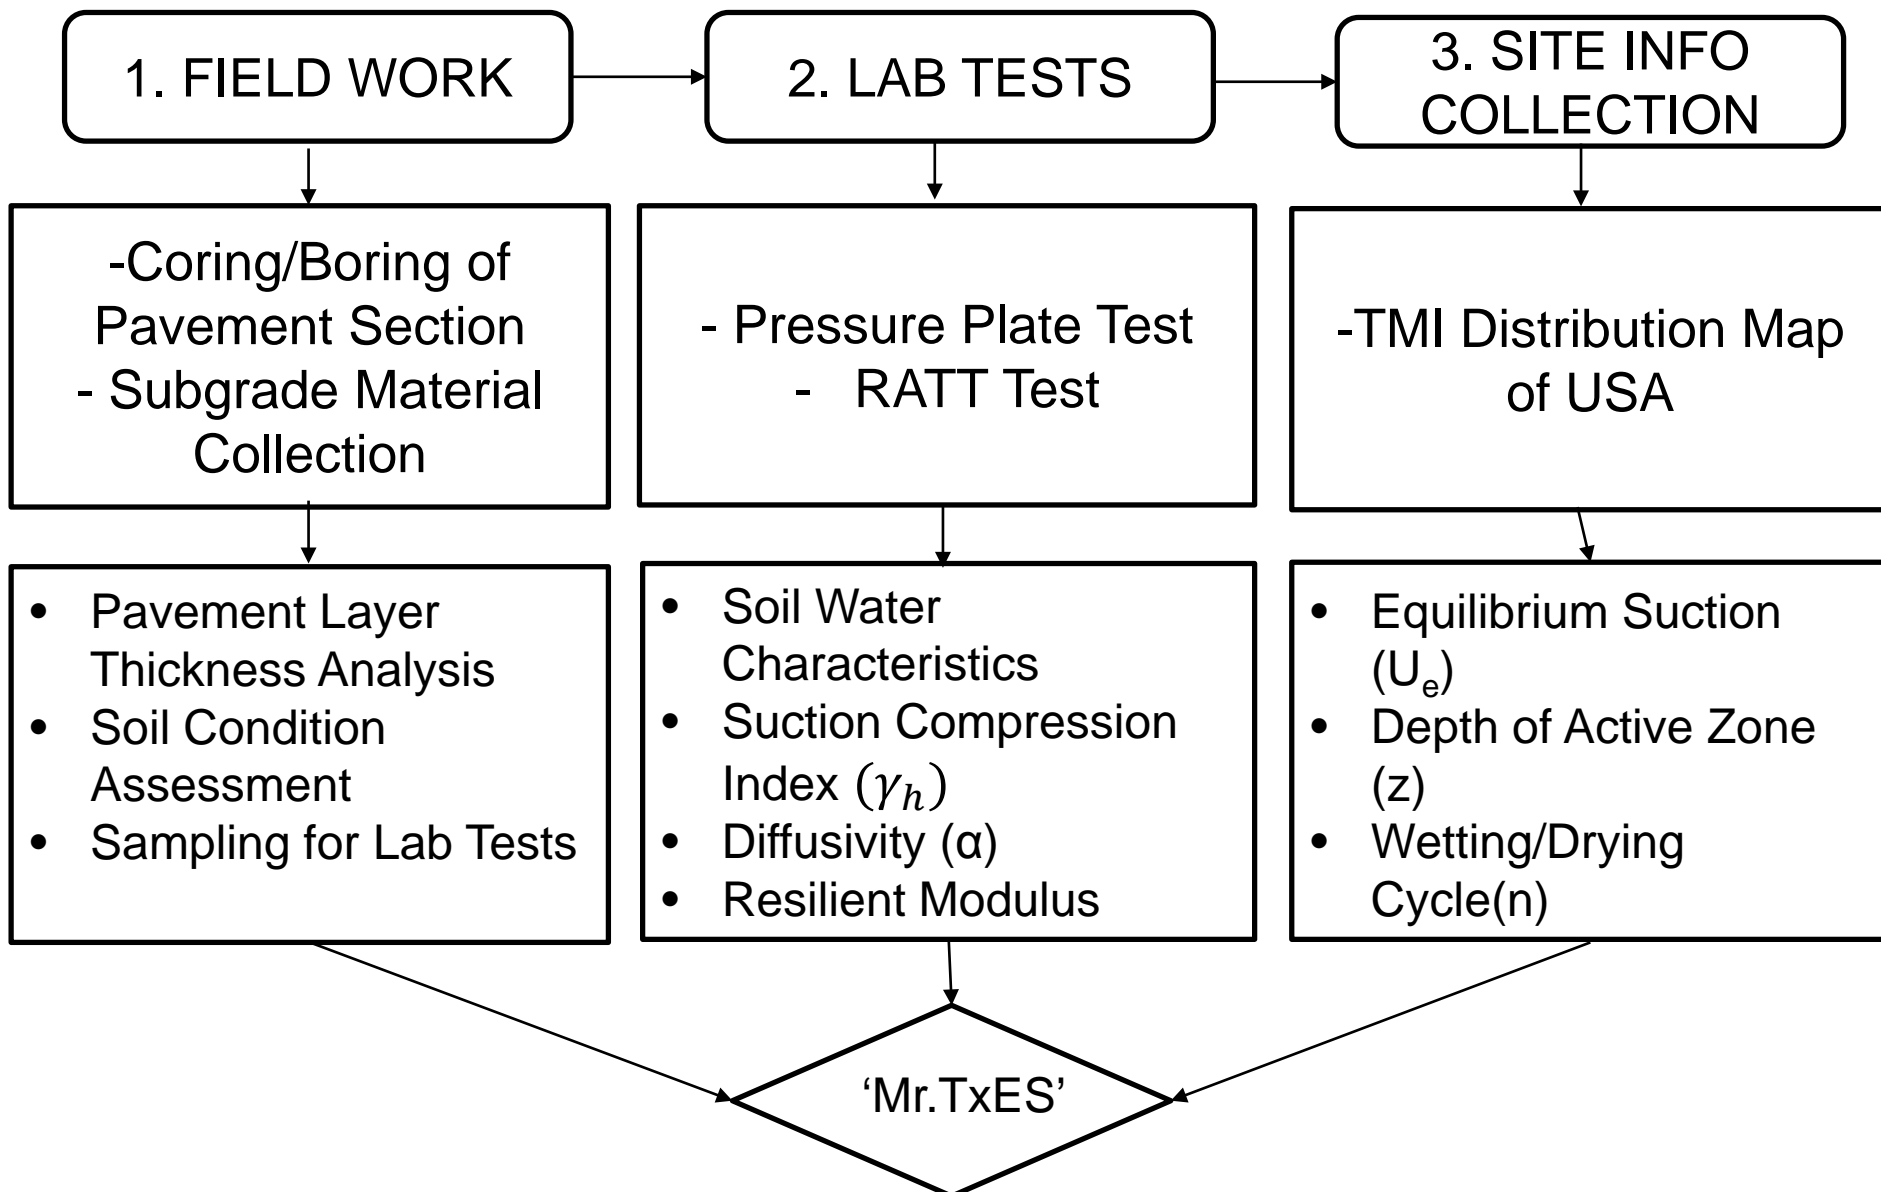 1. FIELD WORK
2. LAB TESTS
3. SITE INFO
COLLECTION
-Coring/Boring of
Pavement Section
- Subgrade Material
Collection
- Pressure Plate Test
- RATT Test
-TMI Distribution Map
of USA
• Pavement Layer
Thickness Analysis
• Soil Condition
Assessment
• Sampling for Lab Tests
• Soil Water
Characteristics
• Suction Compression
Index (γₕ)
• Diffusivity (α)
• Resilient Modulus
• Equilibrium Suction
(Uₑ)
• Depth of Active Zone
(z)
• Wetting/Drying
Cycle(n)
‘Mr.TxES’